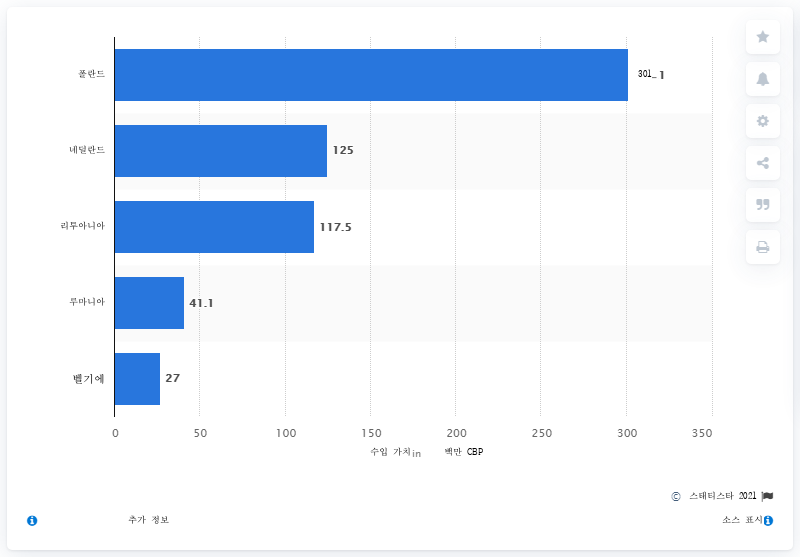 폴란드
301_ 1
네덜란드
125
리투아니아
117.5
루마니아
41.1
벨기에
27
0 50 100 150 200 250 300 350
수입 가치in 백만 CBP
© 스태티스타 2021
추가 정보
소스 표시